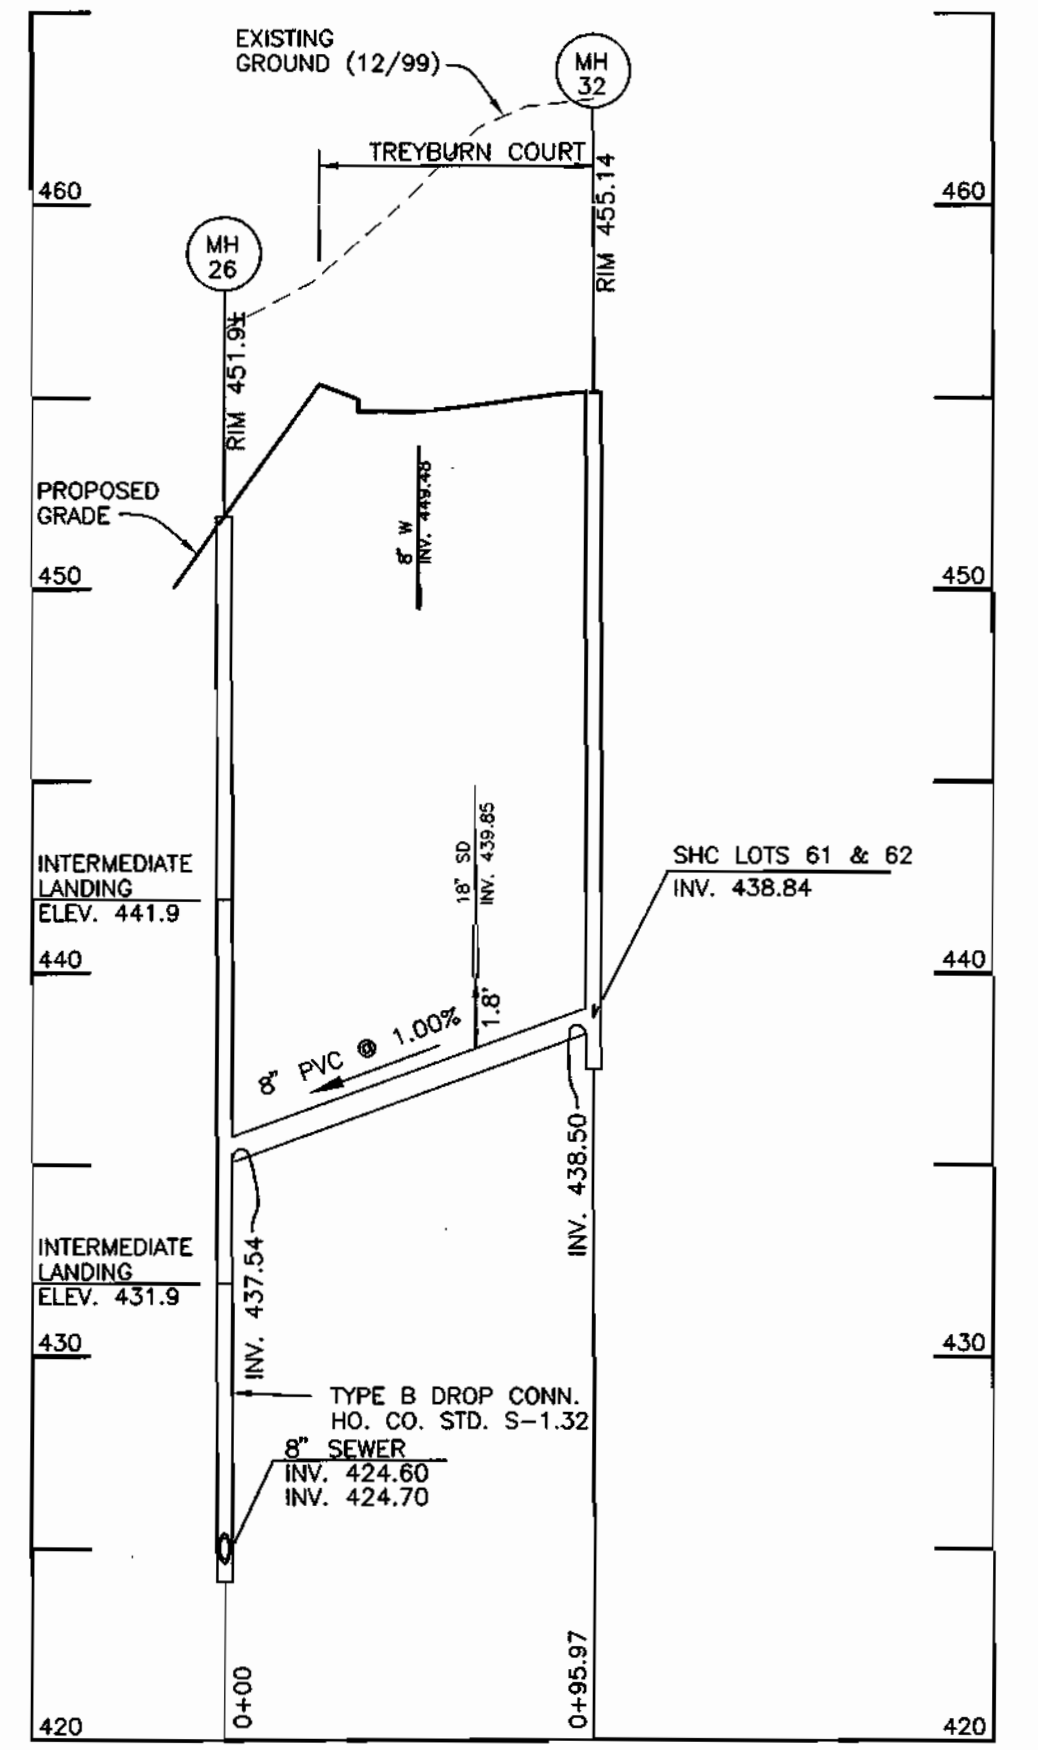 EXISTING
GROUND (12/99)
MH
32
TREYBURN COURT
460
460
RIM 455.14
MH
26
RIM 451.9±
PROPOSED
GRADE
8" W
INV. 449.48
450
450
INTERMEDIATE
LANDING
ELEV. 441.9
18" SD
INV. 439.85
SHC LOTS 61 & 62
INV. 438.84
440
440
1.8'
8" PVC @ 1.00%
INV. 438.50
INV. 437.54
INTERMEDIATE
LANDING
ELEV. 431.9
430
430
TYPE B DROP CONN.
HO. CO. STD. S-1.32
8" SEWER
INV. 424.60
INV. 424.70
0+00
0+95.97
420
420